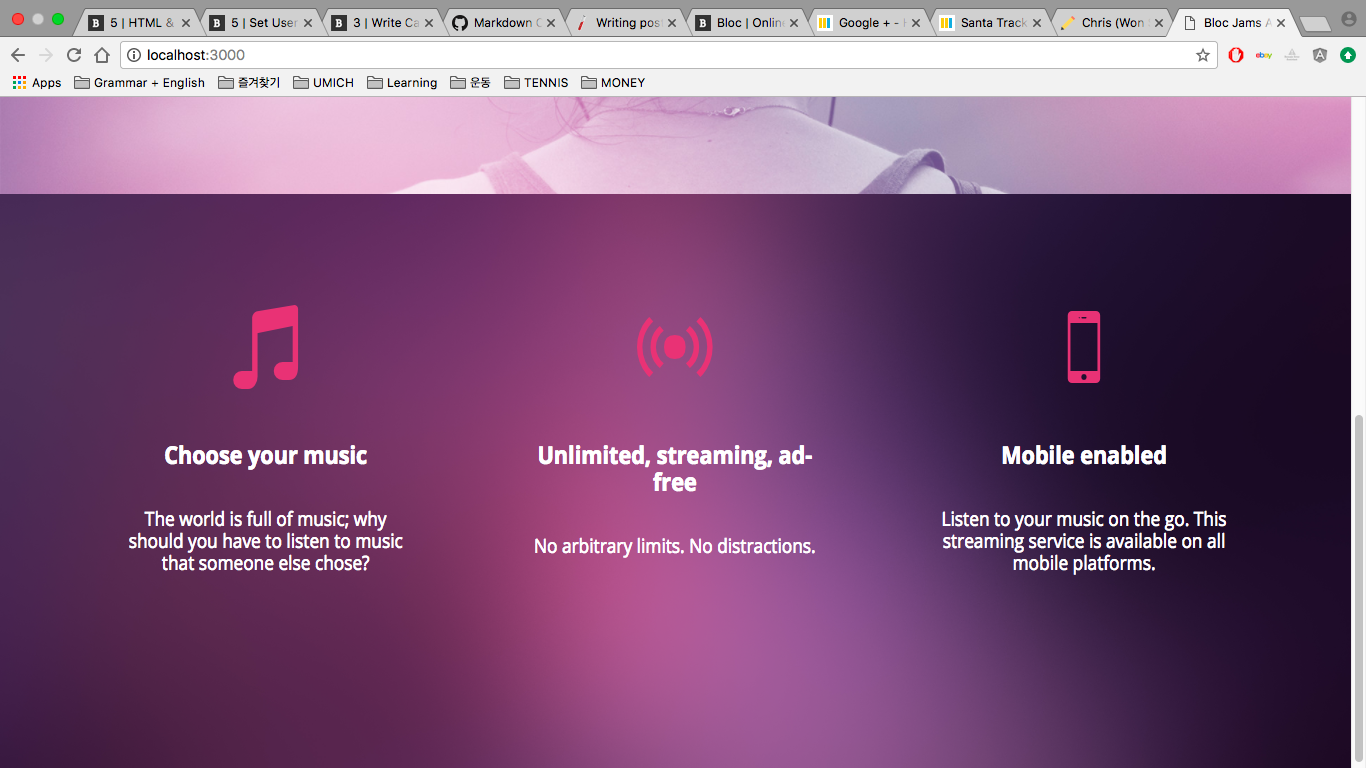 5 | HTML &
5 | Set User
3 | Write Ca
Markdown
Writing pos
Bloc | Onlin
Google + -
Santa Track
Chris (Won
Bloc Jams
localhost:3000
ebay
Apps
Grammar + English
즐겨찾기
UMICH
Learning
운동
TENNIS
MONEY
Choose your music
The world is full of music; why
should you have to listen to music
that someone else chose?
Unlimited, streaming, ad-
free
No arbitrary limits. No distractions.
Mobile enabled
Listen to your music on the go. This
streaming service is available on all
mobile platforms.